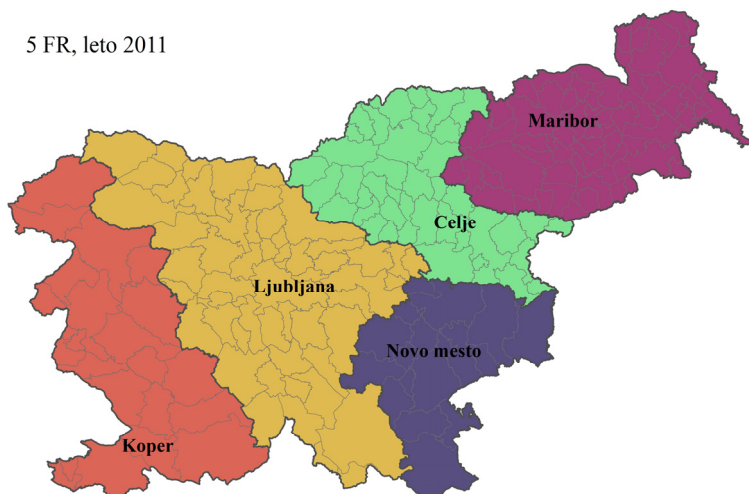 5 FR, leto 2011
Maribor
Celje
Ljubljana
Novo mesto
Koper